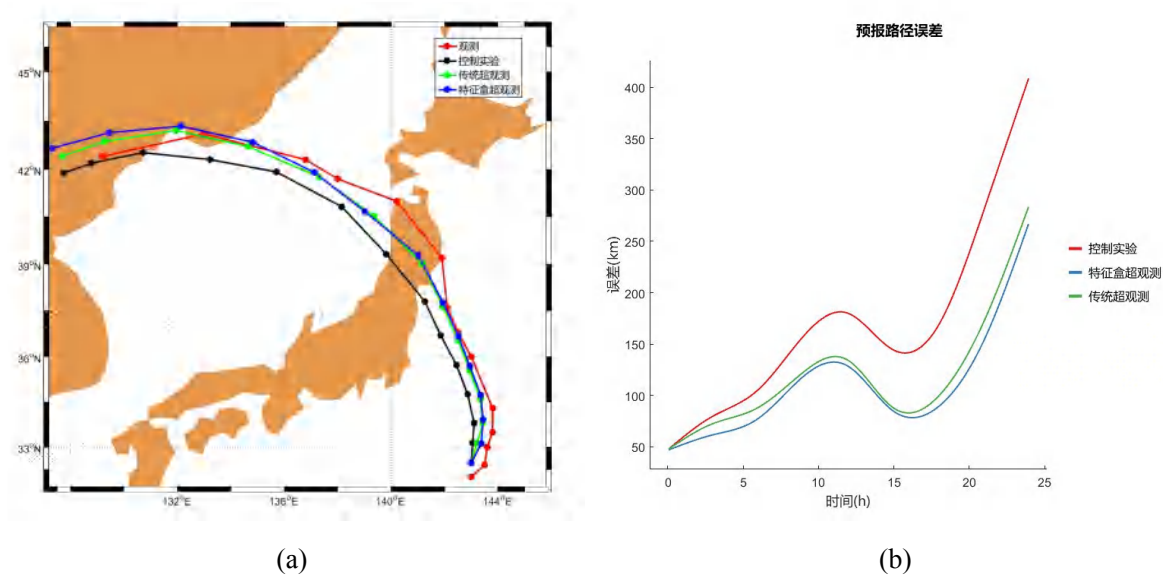 观测
控制实验
传统超观测
特征盒超观测
45°N
42°N
39°N
36°N
33°N
132°E
136°E
140°E
144°E
(a)
预报路径误差
误差(km)
400
350
300
250
200
150
100
50
0
5
10
15
20
25
时间(h)
控制实验
特征盒超观测
传统超观测
(b)